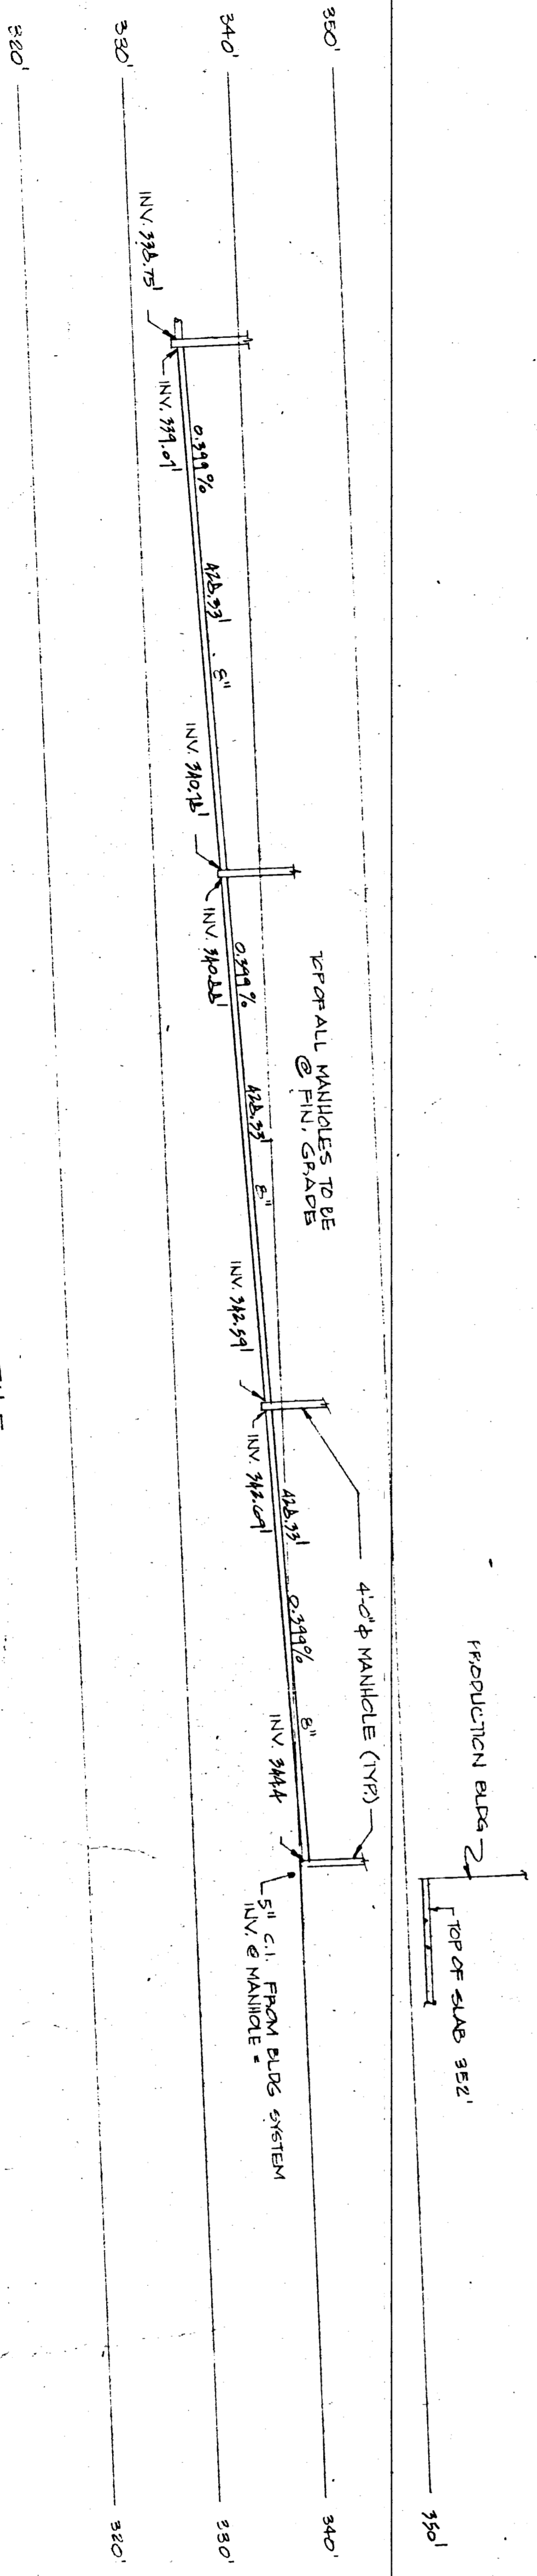 350'
340'
330'
320'
INV. 338.75'
INV. 339.07'
0.399%
428.33'
8"
INV. 340.78'
INV. 340.88'
0.399%
428.33'
8"
INV. 342.59'
INV. 342.69'
428.33'
0.399%
8"
INV. 344.4
TOP OF ALL MANHOLES TO BE
@ FIN. GRADE
4'-0"φ MANHOLE (TYP.)
5" C.I. FROM BLDG SYSTEM
INV. @ MANHOLE =
PRODUCTION BLDG
TOP OF SLAB 352'
350'
340'
330'
320'